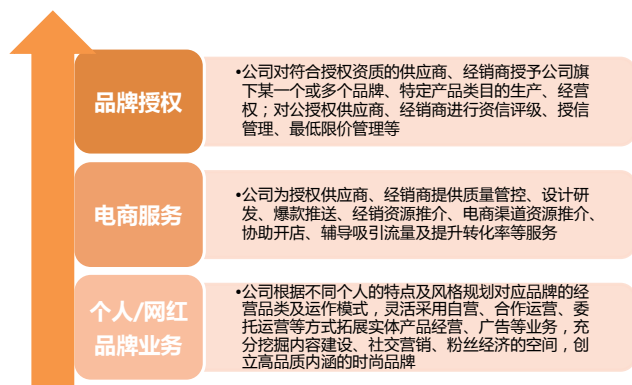 品牌授权
•公司对符合授权资质的供应商、经销商授予公司旗
下某一个或多个品牌、特定产品类目的生产、经营
权；对公授权供应商、经销商进行资信评级、授信
管理、最低限价管理等
电商服务
•公司为授权供应商、经销商提供质量管控、设计研
发、爆款推送、经销资源推介、电商渠道资源推介、
协助开店、辅导吸引流量及提升转化率等服务
个人/网红
品牌业务
•公司根据不同个人的特点及风格规划对应品牌的经
营品类及运作模式，灵活采用自营、合作运营、委
托运营等方式拓展实体产品经营、广告等业务，充
分挖掘内容建设、社交营销、粉丝经济的空间，创
立高品质内涵的时尚品牌